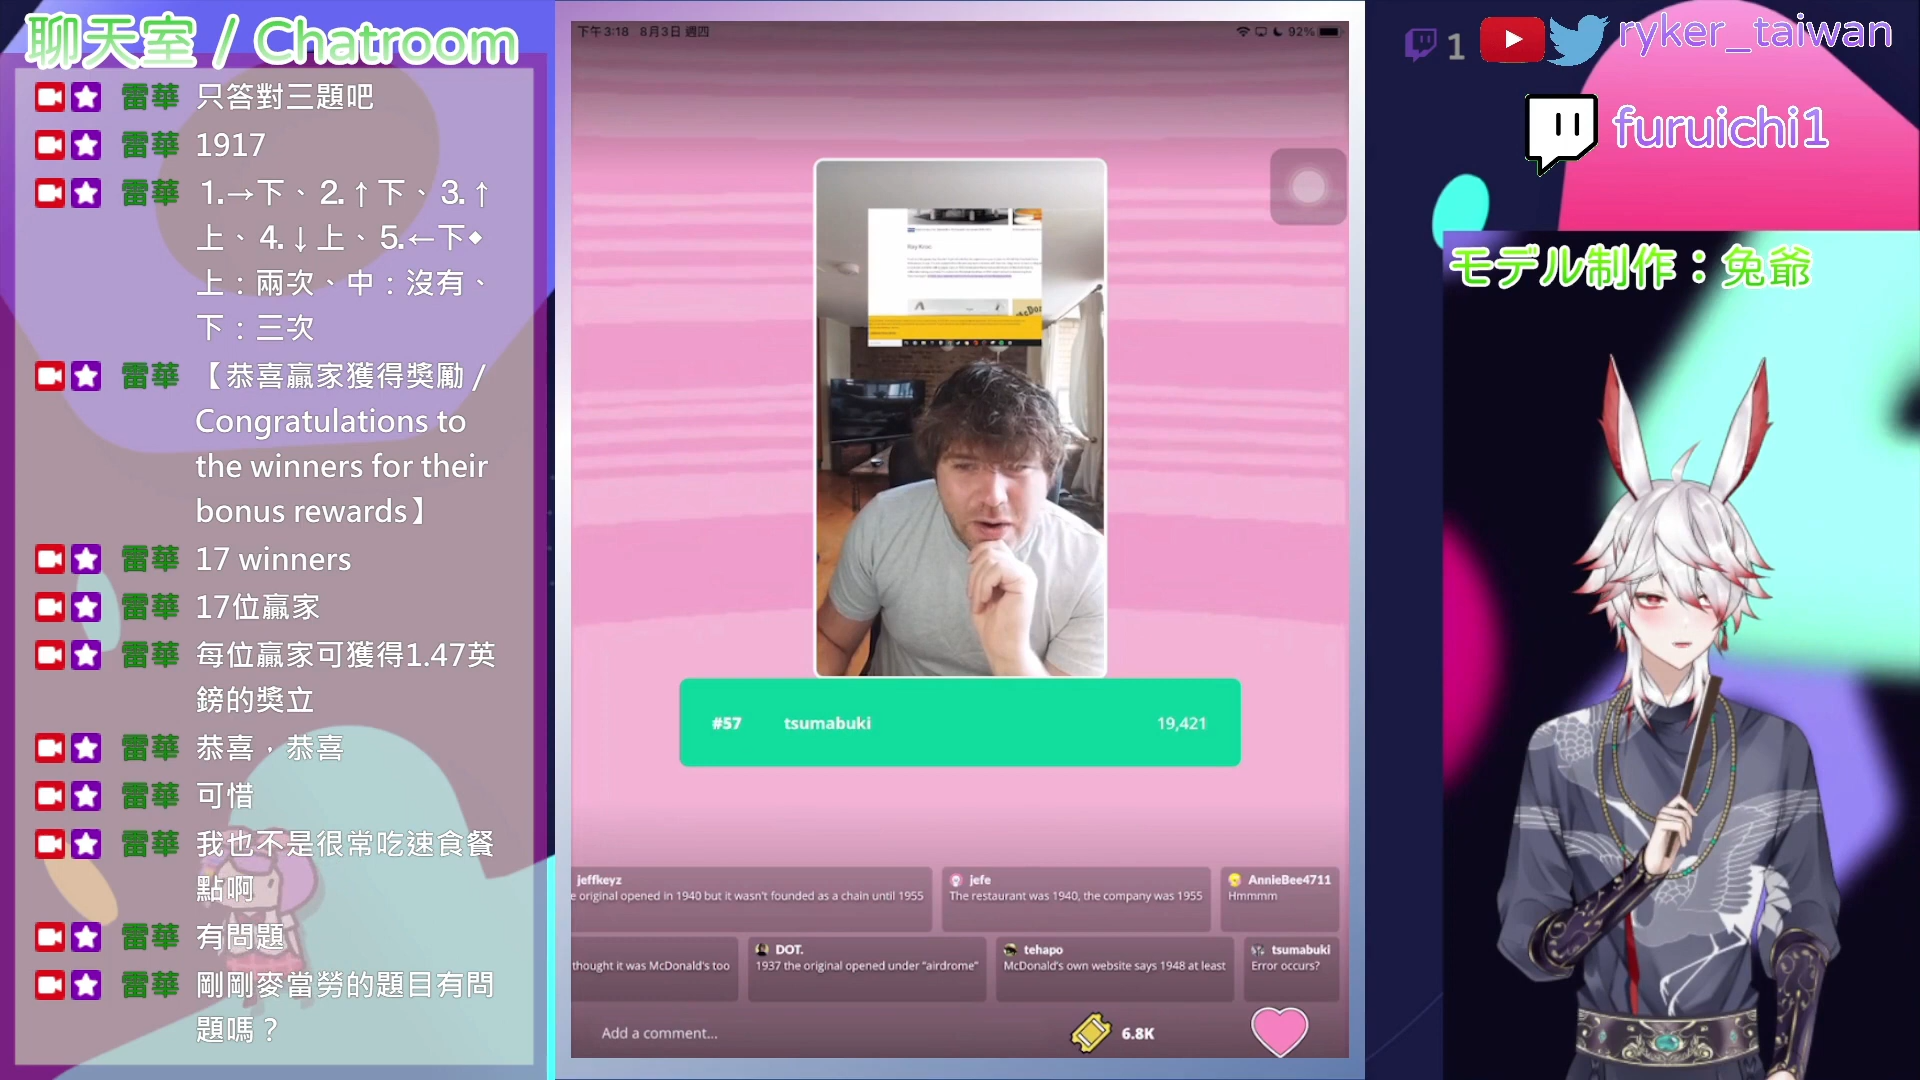 聊天室 / Chatroom
雷華 只答對三題吧
雷華 1917
雷華 1.→下、2.↑下、3.↑
上、4.↓上、5.←下◆
上：兩次、中：沒有、
下：三次
雷華 【恭喜贏家獲得獎勵 /
Congratulations to
the winners for their
bonus rewards】
雷華 17 winners
雷華 17位贏家
雷華 每位贏家可獲得1.47英
鎊的獎立
雷華 恭喜，恭喜
雷華 可惜
雷華 我也不是很常吃速食餐
點啊
雷華 有問題
雷華 剛剛麥當勞的題目有問
題嗎？
下午3:18 8月3日 週四
92%
Ray Kroc
#57 tsumabuki 19,421
jeffkeyz
e original opened in 1940 but it wasn't founded as a chain until 1955
jefe
The restaurant was 1940, the company was 1955
AnnieBee4711
Hmmmm
thought it was McDonald's too
DOT.
1937 the original opened under "airdrome"
tehapo
McDonald's own website says 1948 at least
tsumabuki
Error occurs?
Add a comment...
6.8K
1
ryker_taiwan
furuichi1
モデル制作：兔爺